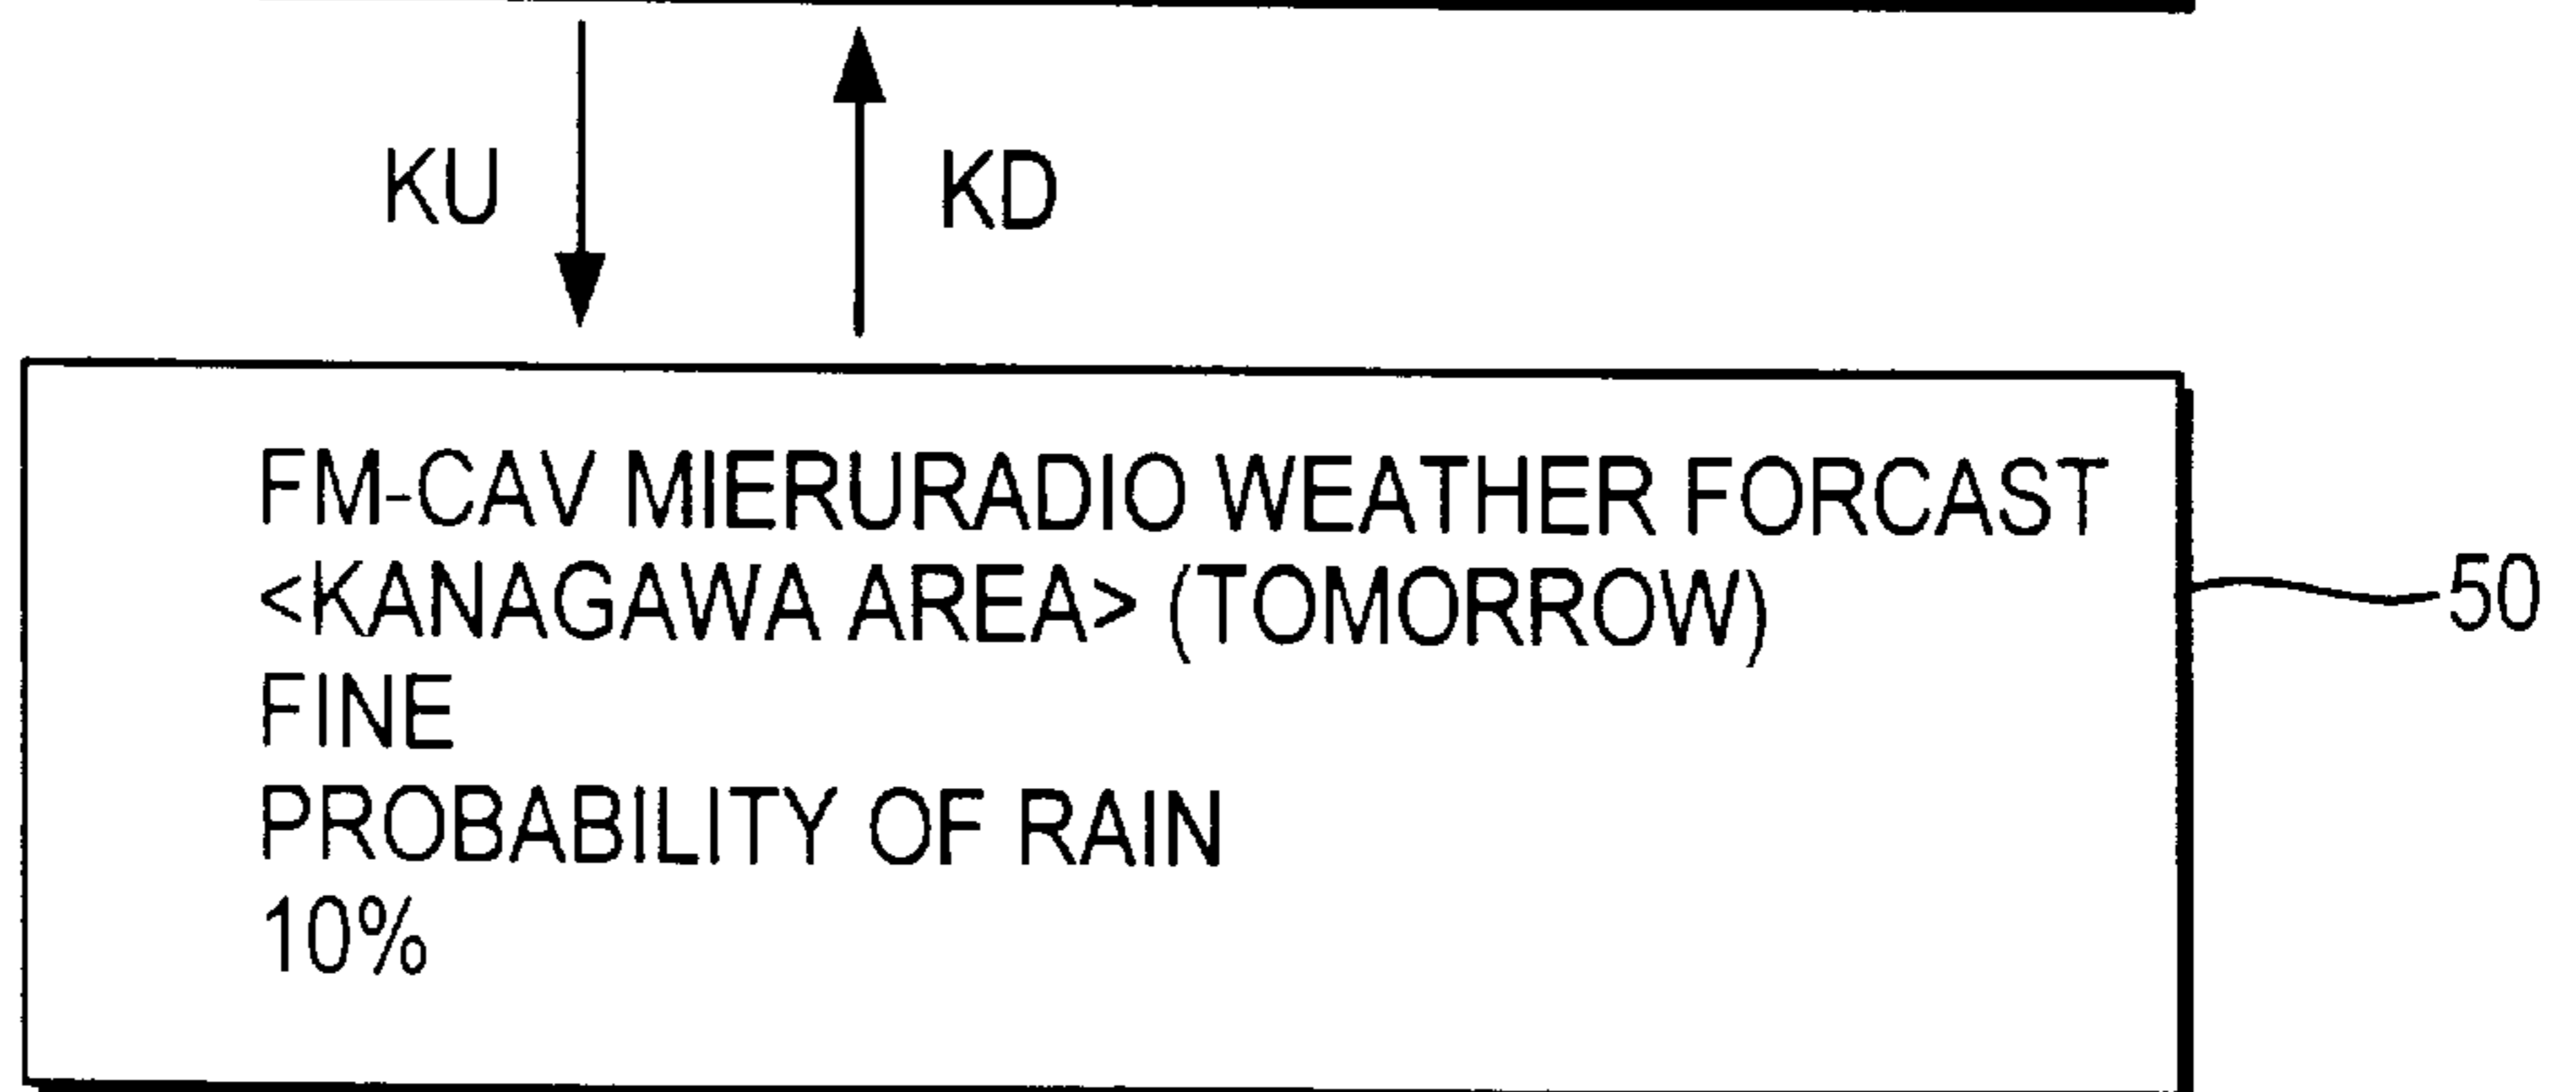 KU KD
FM-CAV MIERURADIO WEATHER FORCAST
<KANAGAWA AREA> (TOMORROW)
50
FINE
PROBABILITY OF RAIN
10%